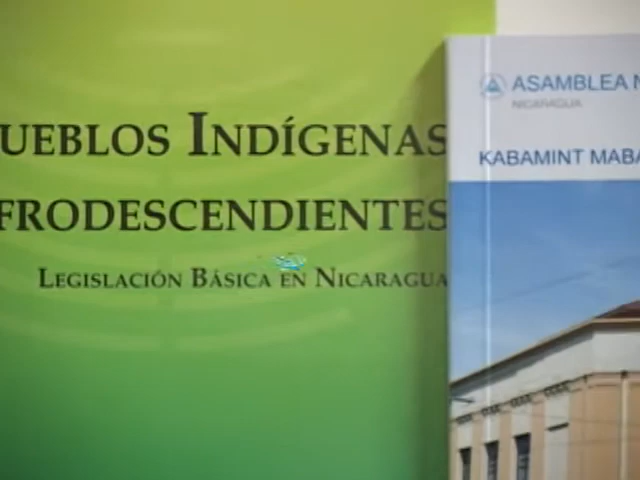 UEBLOS INDÍGENAS
FRODESCENDIENTES
LEGISLACIÓN BÁSICA EN NICARAGUA
ASAMBLEA N
NICARAGUA
KABAMINT MABA